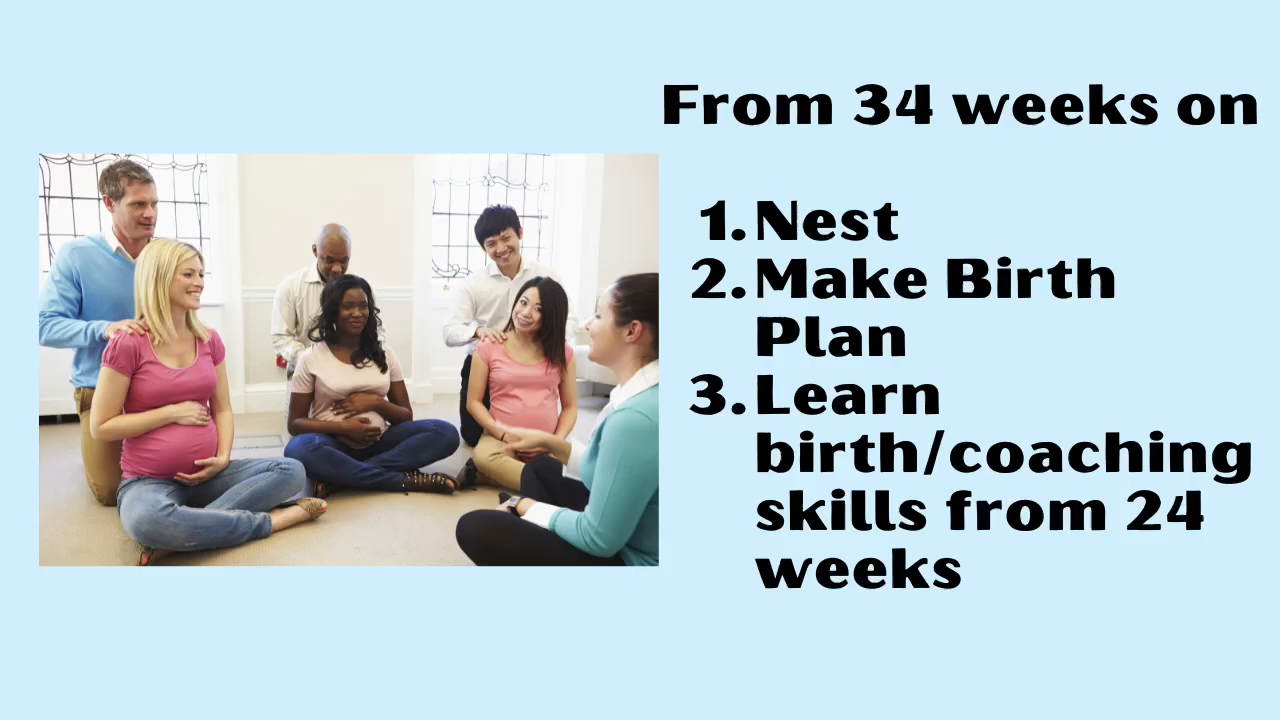 From 34 weeks on
1. Nest
2. Make Birth
Plan
3. Learn
birth/coaching
skills from 24
weeks